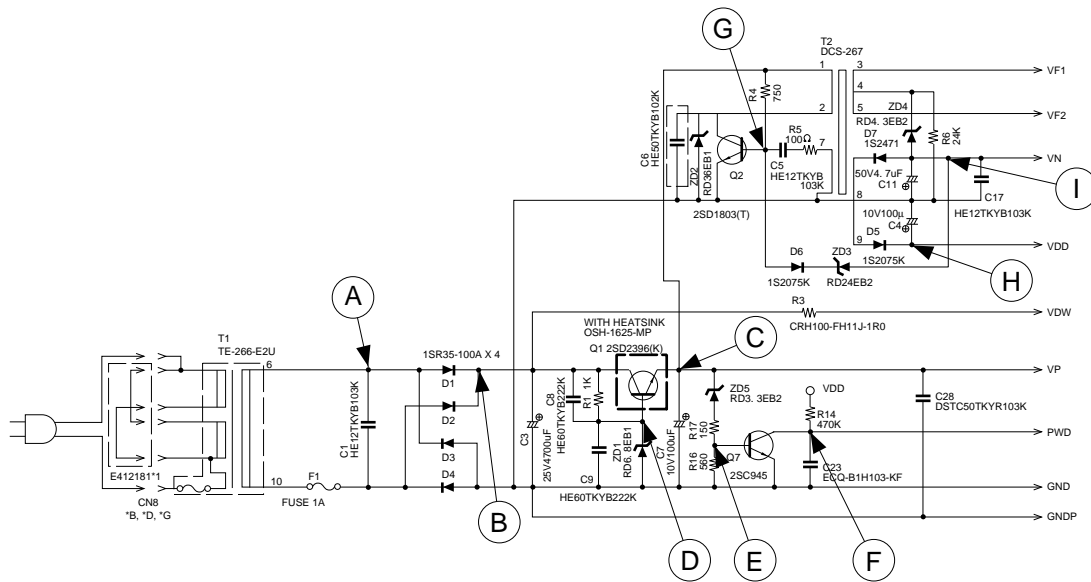 G
T2
DCS-267
1
3
VF1
R4
750
4
2
5
VF2
ZD4
RD4. 3EB2
R6
24K
C6
HE50TKYB102K
ZD2
RD36EB1
Q2
R5
100Ω
7
D7
1S2471
VN
C5
HE12TKYB
103K
50V4. 7uF
C11
I
2SD1803(T)
8
C17
HE12TKYB103K
10V100µ
C4
9
D5
VDD
1S2075K
D6
ZD3
1S2075K
RD24EB2
H
A
R3
VDW
CRH100-FH11J-1R0
WITH HEATSINK
OSH-1625-MP
Q1 2SD2396(K)
C
T1
TE-266-E2U
6
1SR35-100A X 4
VP
D1
D2
D3
D4
C1
HE12TKYB103K
C3
25V4700uF
C8
HE60TKYB222K
R1 1K
C9
HE60TKYB222K
ZD1
RD6. 8EB1
C7
10V100uF
ZD5
RD3. 3EB2
VDD
C28
DSTC50TKYR103K
R14
470K
R17
150
PWD
R16
560
Q7
2SC945
C23
ECQ-B1H103-KF
E412181*1
CN8
*B, *D, *G
10
F1
FUSE 1A
GND
GNDP
B
D
E
F